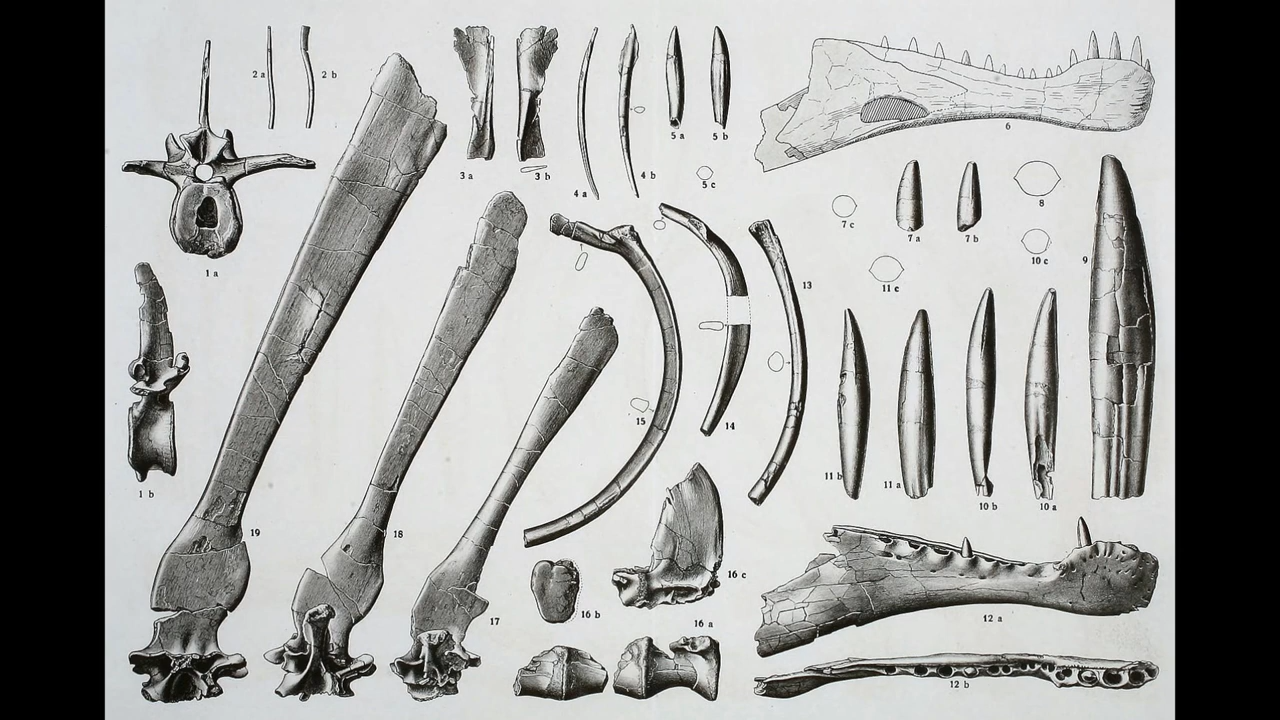 2 a
2 b
3 a
3 b
4 a
4 b
5 a
5 b
5 c
6
7 c
7 a
7 b
8
1 a
10 c
9
11 c
13
15
14
1 b
11 b
11 a
10 b
10 a
19
18
16 c
16 b
17
16 a
12 a
12 b